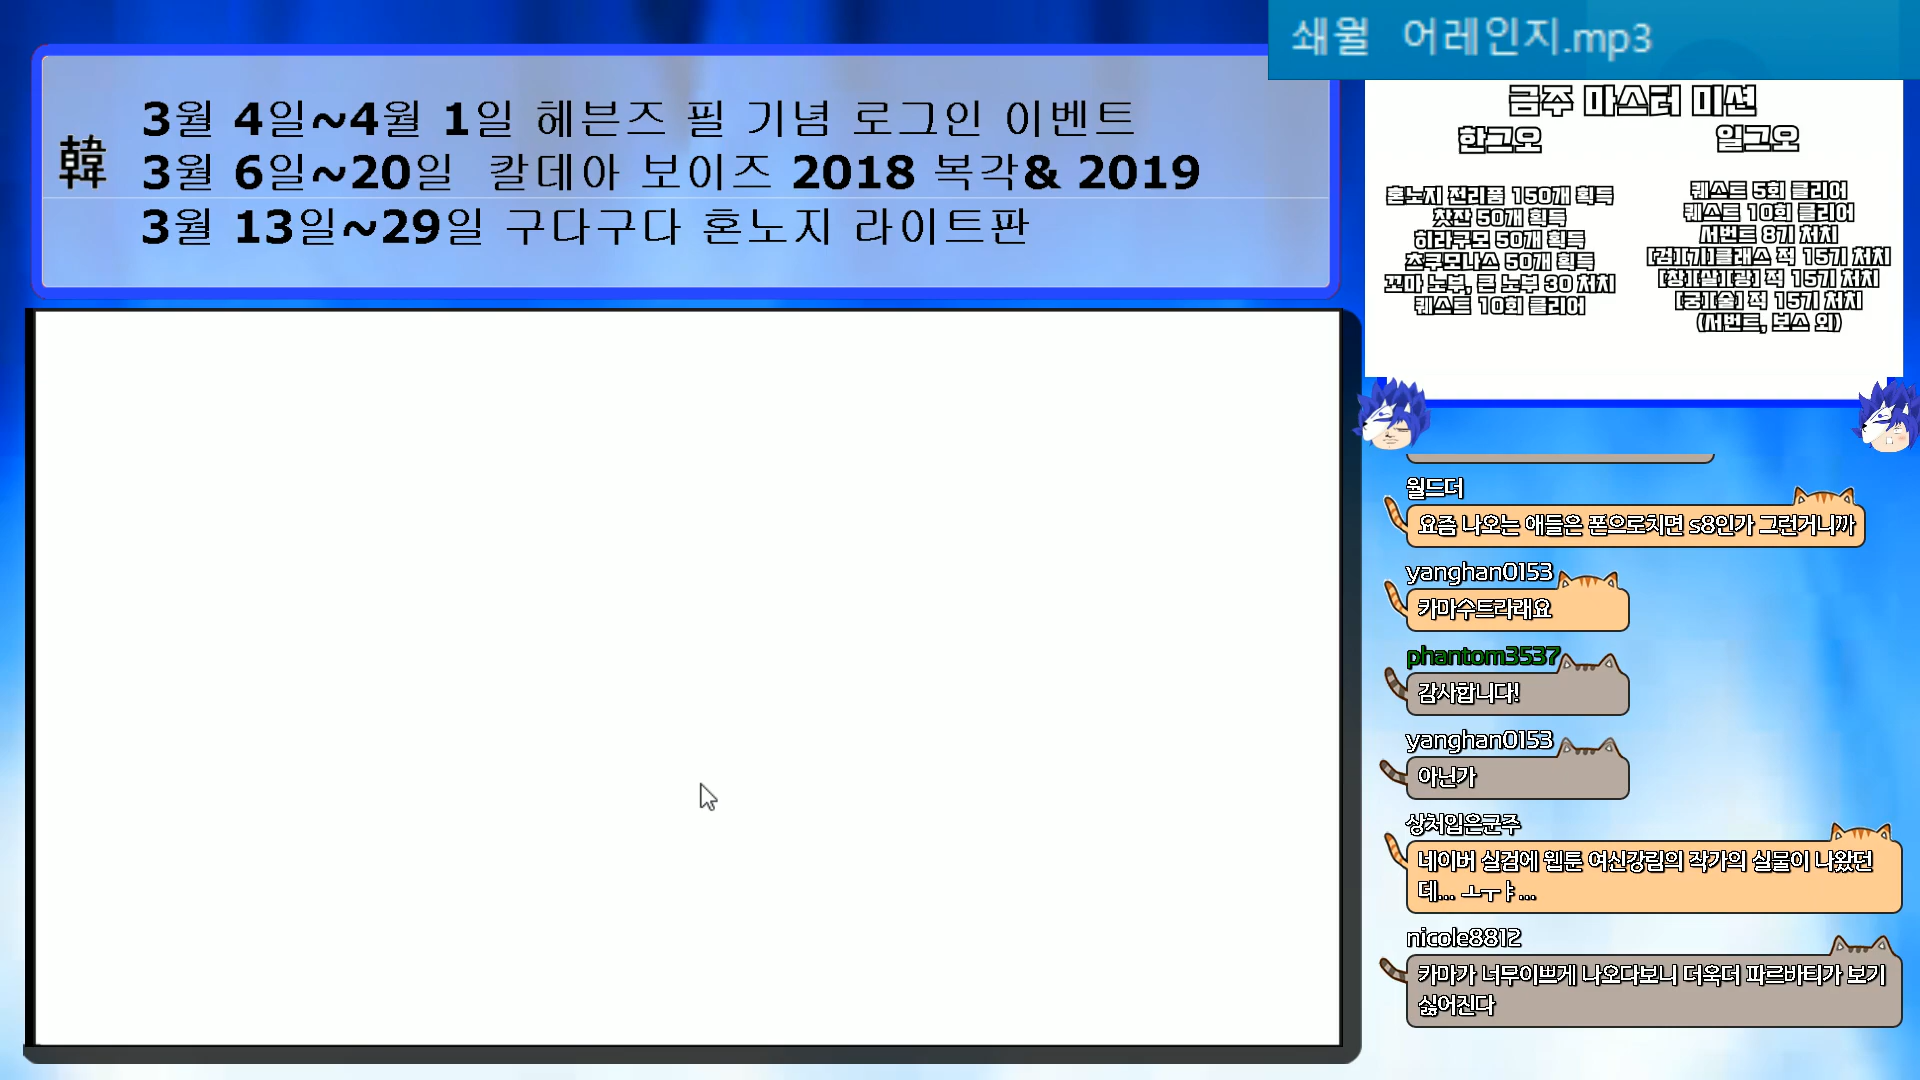 쇄월 어레인지.mp3
韓
3월 4일~4월 1일 헤븐즈 필 기념 로그인 이벤트
3월 6일~20일 칼데아 보이즈 2018 복각& 2019
3월 13일~29일 구다구다 혼노지 라이트판
금주 마스터 미션
한그오
혼노지 전리품 150개 획득
찻잔 50개 획득
히라구모 50개 획득
츠쿠모나스 50개 획득
꼬마 노부, 큰 노부 30 처치
퀘스트 10회 클리어
일그오
퀘스트 5회 클리어
퀘스트 10회 클리어
서번트 8기 처치
[검][기]클래스 적 15기 처치
[창][살][광] 적 15기 처치
[궁][술] 적 15기 처치
(서번트, 보스 외)
월드더
요즘 나오는 애들은 폰으로치면 s8인가 그런거니까
yanghan0153
카마수트라래요
phantom3537
감사합니다!
yanghan0153
아닌가
상처입은군주
네이버 실검에 웹툰 여신강림의 작가의 실물이 나왔던
데... ㅗㅜㅑ...
nicole8812
카마가 너무이쁘게 나오다보니 더욱더 파르바티가 보기
싫어진다